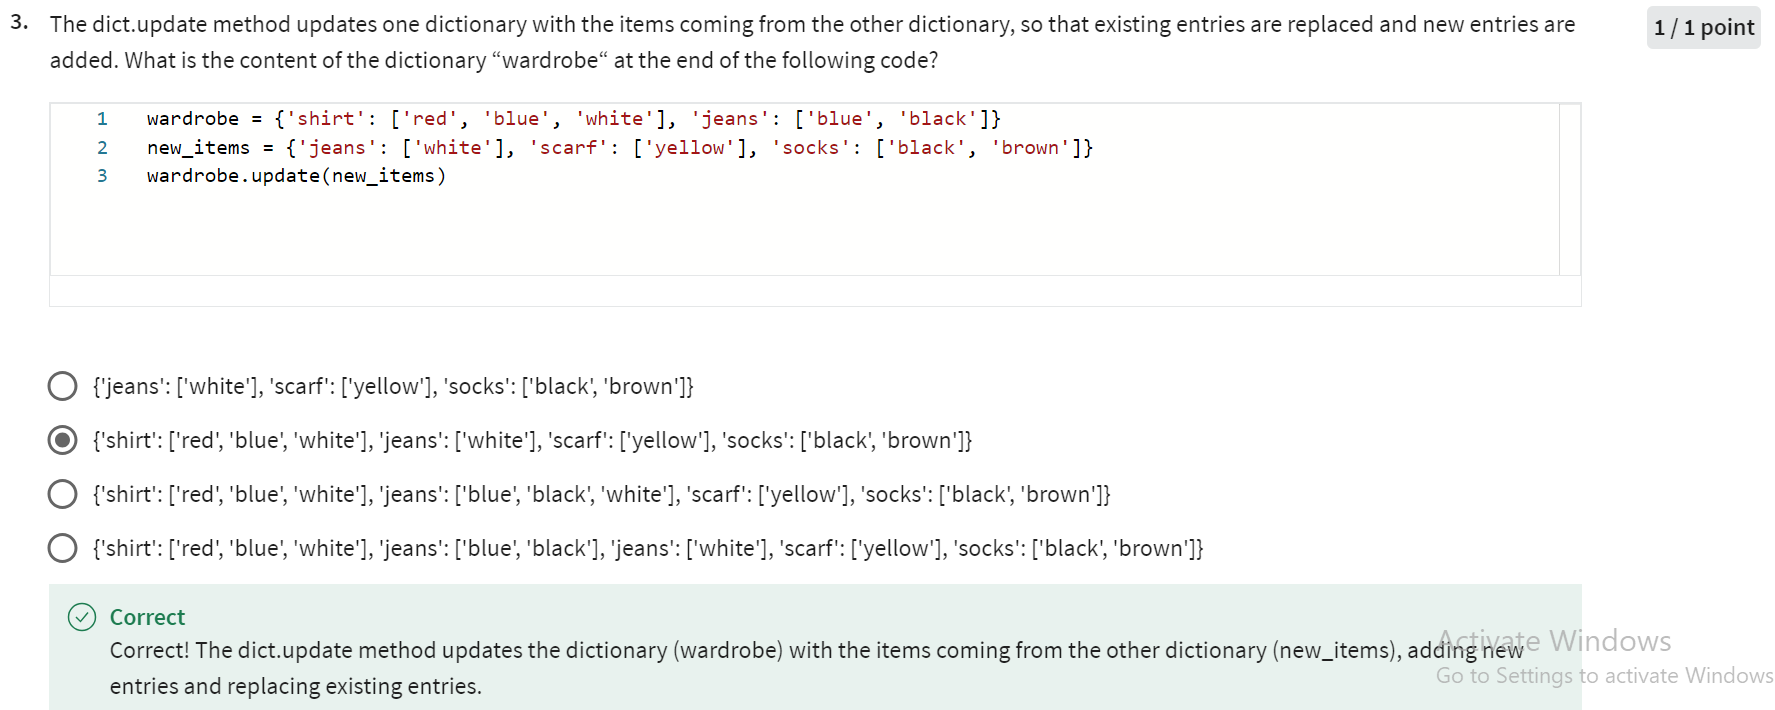 3. The dict.update method updates one dictionary with the items coming from the other dictionary, so that existing entries are replaced and new entries are
1 / 1 point
added. What is the content of the dictionary “wardrobe“ at the end of the following code?
1 wardrobe = {'shirt': ['red', 'blue', 'white'], 'jeans': ['blue', 'black']}
2 new_items = {'jeans': ['white'], 'scarf': ['yellow'], 'socks': ['black', 'brown']}
3 wardrobe.update(new_items)
{'jeans': ['white'], 'scarf': ['yellow'], 'socks': ['black', 'brown']}
{'shirt': ['red', 'blue', 'white'], 'jeans': ['white'], 'scarf': ['yellow'], 'socks': ['black', 'brown']}
{'shirt': ['red', 'blue', 'white'], 'jeans': ['blue', 'black', 'white'], 'scarf': ['yellow'], 'socks': ['black', 'brown']}
{'shirt': ['red', 'blue', 'white'], 'jeans': ['blue', 'black'], 'jeans': ['white'], 'scarf': ['yellow'], 'socks': ['black', 'brown']}
Correct
Correct! The dict.update method updates the dictionary (wardrobe) with the items coming from the other dictionary (new_items), adding new
entries and replacing existing entries.
Activate Windows
Go to Settings to activate Windows